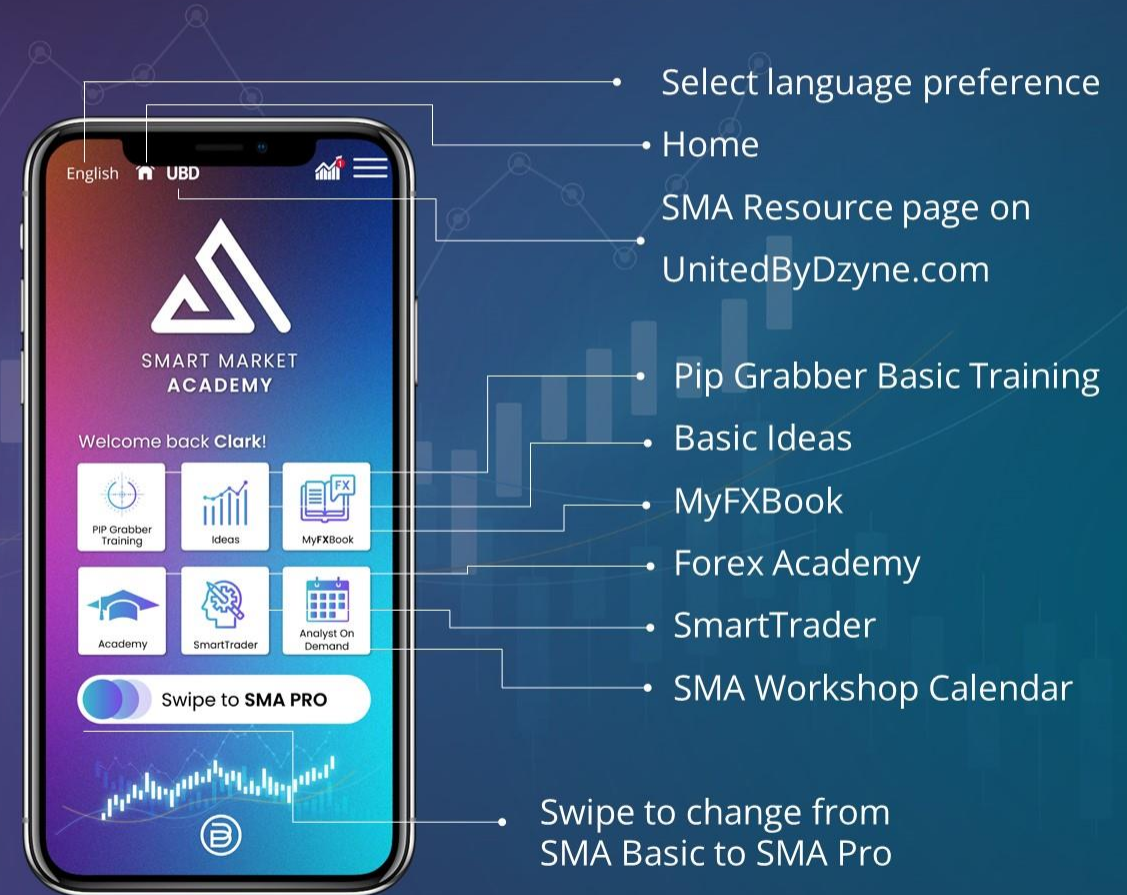 Select language preference
Home
SMA Resource page on
UnitedByDzyne.com
Pip Grabber Basic Training
Basic Ideas
MyFXBook
Forex Academy
SmartTrader
SMA Workshop Calendar
Swipe to change from
SMA Basic to SMA Pro
English UBD
1
SMART MARKET
ACADEMY
Welcome back Clark!
PIP Grabber
Training
Ideas
FX
MyFXBook
Academy
SmartTrader
Analyst On
Demand
Swipe to SMA PRO
B